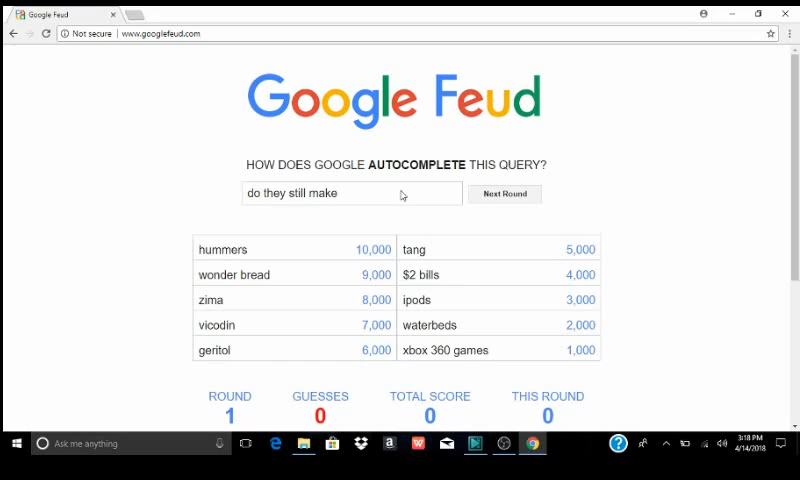 Google Feud
Not secure | www.googlefeud.com
Google Feud
HOW DOES GOOGLE AUTOCOMPLETE THIS QUERY?
do they still make
Next Round
hummers 10,000 tang 5,000
wonder bread 9,000 $2 bills 4,000
zima 8,000 ipods 3,000
vicodin 7,000 waterbeds 2,000
geritol 6,000 xbox 360 games 1,000
ROUND GUESSES TOTAL SCORE THIS ROUND
1 0 0 0
Ask me anything
3:18 PM
4/14/2018